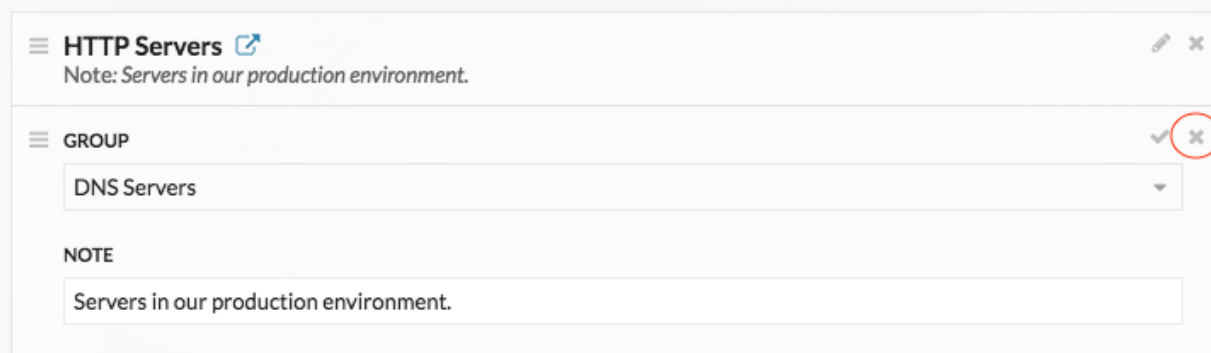 HTTP Servers
Note: Servers in our production environment.
GROUP
DNS Servers
NOTE
Servers in our production environment.